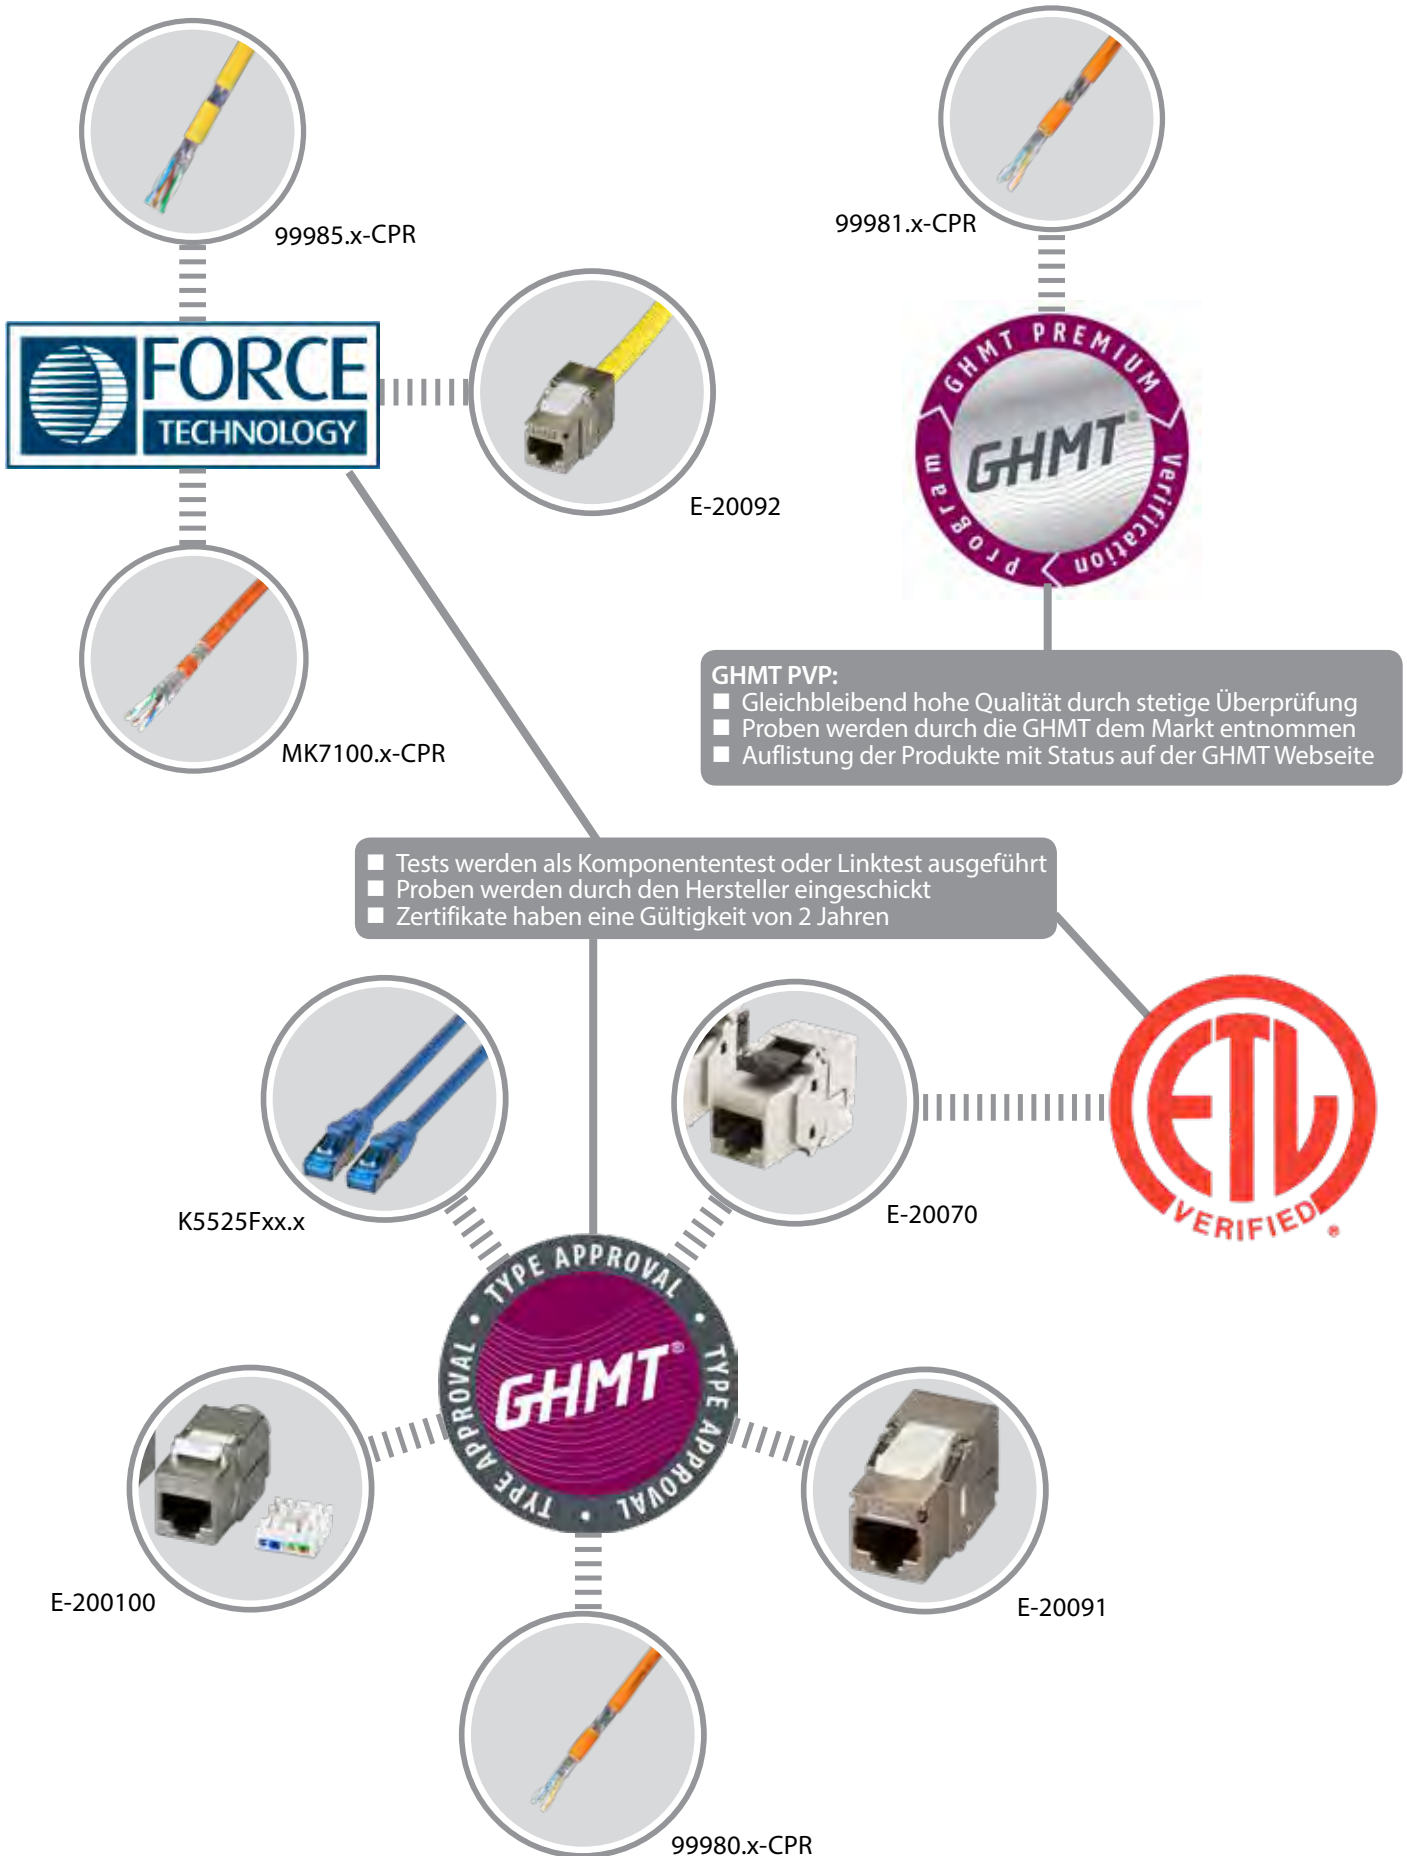 99985.x-CPR
99981.x-CPR
FORCE
TECHNOLOGY
E-20092
GHMT PREMIUM
Verification
Program
GHMT®
MK7100.x-CPR
GHMT PVP:
■ Gleichbleibend hohe Qualität durch stetige Überprüfung
■ Proben werden durch die GHMT dem Markt entnommen
■ Auflistung der Produkte mit Status auf der GHMT Webseite
■ Tests werden als Komponententest oder Linktest ausgeführt
■ Proben werden durch den Hersteller eingeschickt
■ Zertifikate haben eine Gültigkeit von 2 Jahren
K5525Fxx.x
E-20070
ETL
VERIFIED
®
TYPE APPROVAL • TYPE APPROVAL • TYPE APPROVAL •
GHMT®
E-200100
E-20091
99980.x-CPR